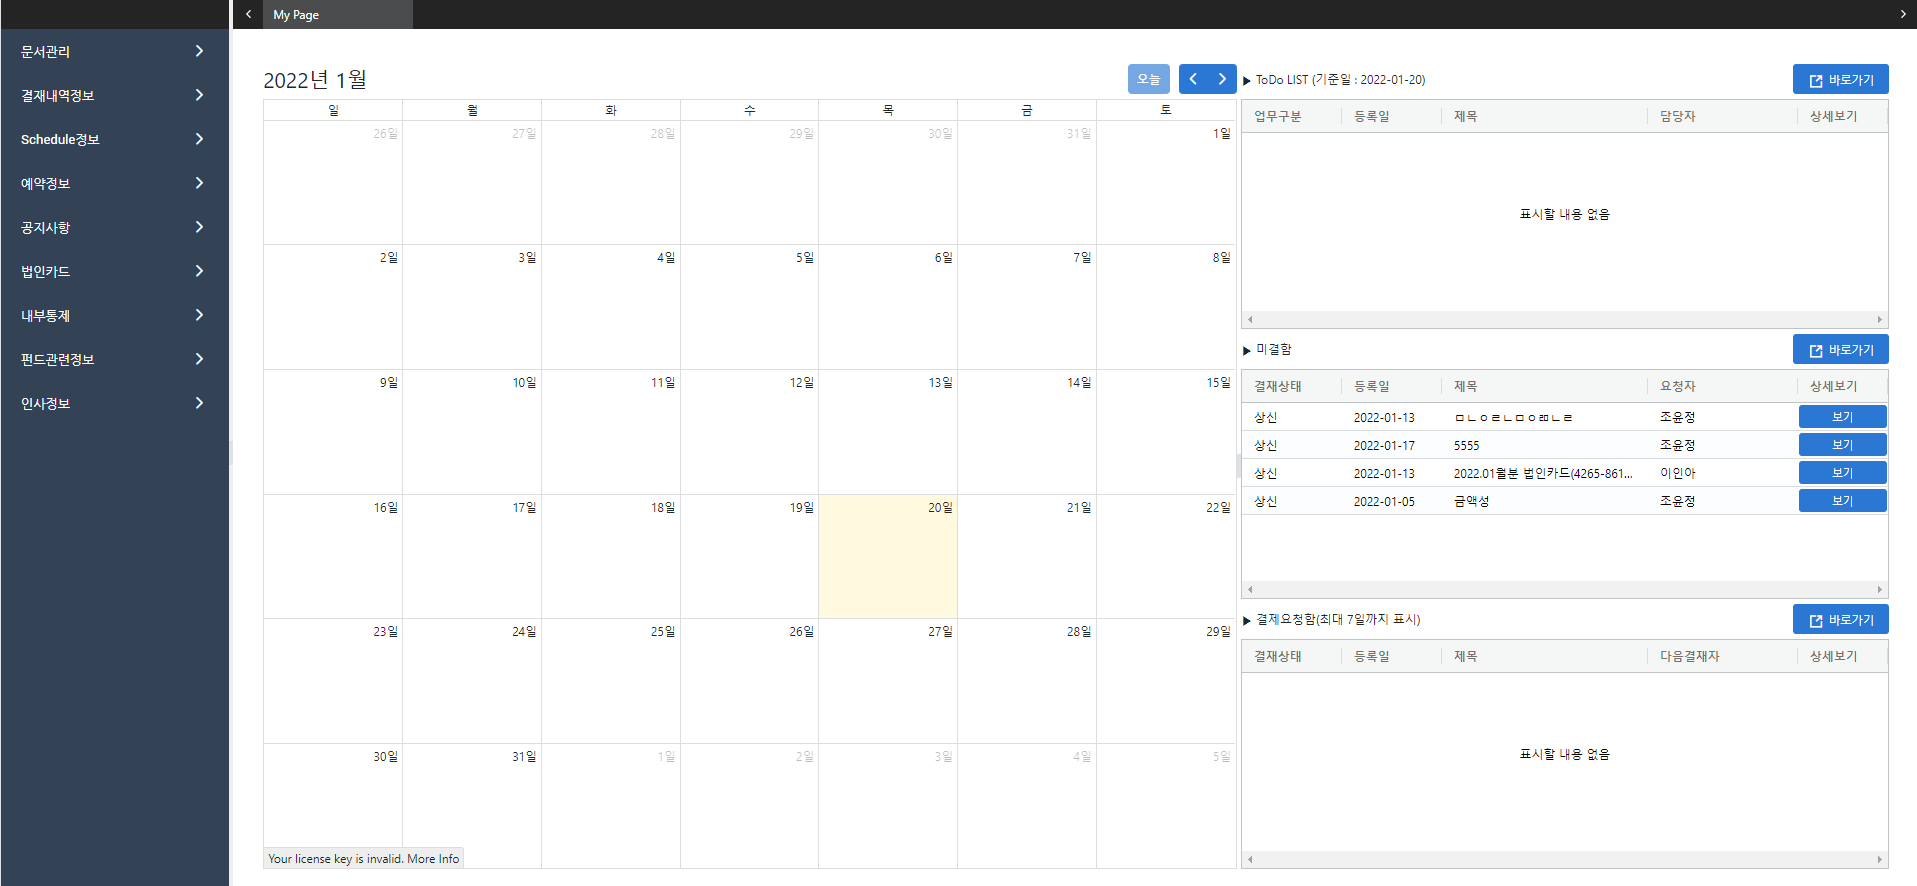 My Page
문서관리
결재내역정보
Schedule정보
예약정보
공지사항
법인카드
내부통제
펀드관련정보
인사정보
2022년 1월
오늘
일 월 화 수 목 금 토
26일 27일 28일 29일 30일 31일 1일
2일 3일 4일 5일 6일 7일 8일
9일 10일 11일 12일 13일 14일 15일
16일 17일 18일 19일 20일 21일 22일
23일 24일 25일 26일 27일 28일 29일
30일 31일 1일 2일 3일 4일 5일
Your license key is invalid. More Info
▶ ToDo LIST (기준일 : 2022-01-20) 바로가기
업무구분 등록일 제목 담당자 상세보기
표시할 내용 없음
▶ 미결함 바로가기
결재상태 등록일 제목 요청자 상세보기
상신 2022-01-13 ㅁㄴㅇㄹㄴㅁㅇㄻㄴㄹ 조윤정 보기
상신 2022-01-17 5555 조윤정 보기
상신 2022-01-13 2022.01월분 법인카드(4265-861... 이인아 보기
상신 2022-01-05 금액성 조윤정 보기
▶ 결제요청함(최대 7일까지 표시) 바로가기
결재상태 등록일 제목 다음결재자 상세보기
표시할 내용 없음